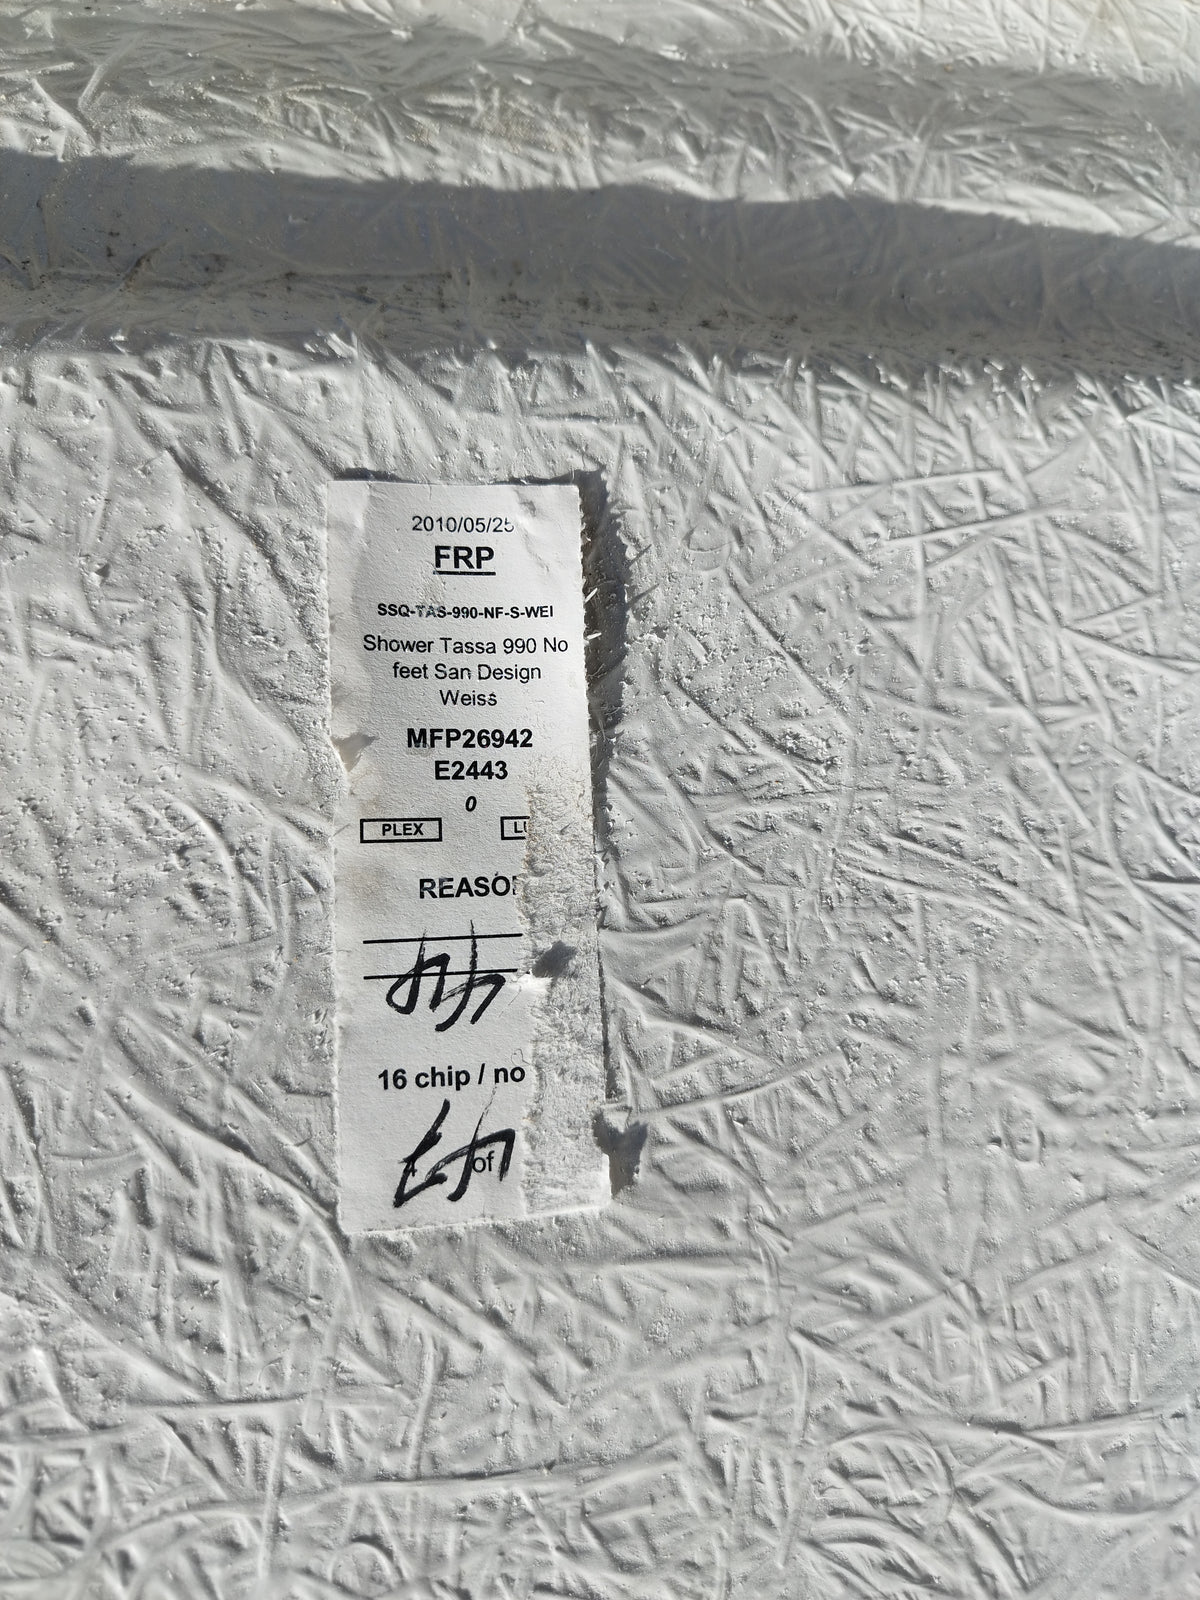 2010/05/25
FRP
SSQ-TAS-990-NF-S-WEI
Shower Tassa 990 No
feet San Design
Weiss
MFP26942
E2443
0
PLEX
REASO
16 chip / no
of